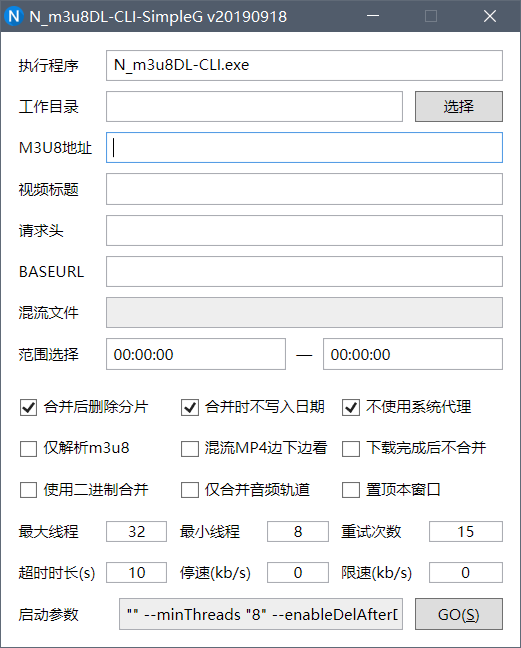 N_m3u8DL-CLI-SimpleG v20190918
执行程序 N_m3u8DL-CLI.exe
工作目录 选择
M3U8地址
视频标题
请求头
BASEURL
混流文件
范围选择 00:00:00 — 00:00:00
合并后删除分片 合并时不写入日期 不使用系统代理
仅解析m3u8 混流MP4边下边看 下载完成后不合并
使用二进制合并 仅合并音频轨道 置顶本窗口
最大线程 32 最小线程 8 重试次数 15
超时时长(s) 10 停速(kb/s) 0 限速(kb/s) 0
启动参数 "" --minThreads "8" --enableDelAfter GO(S)